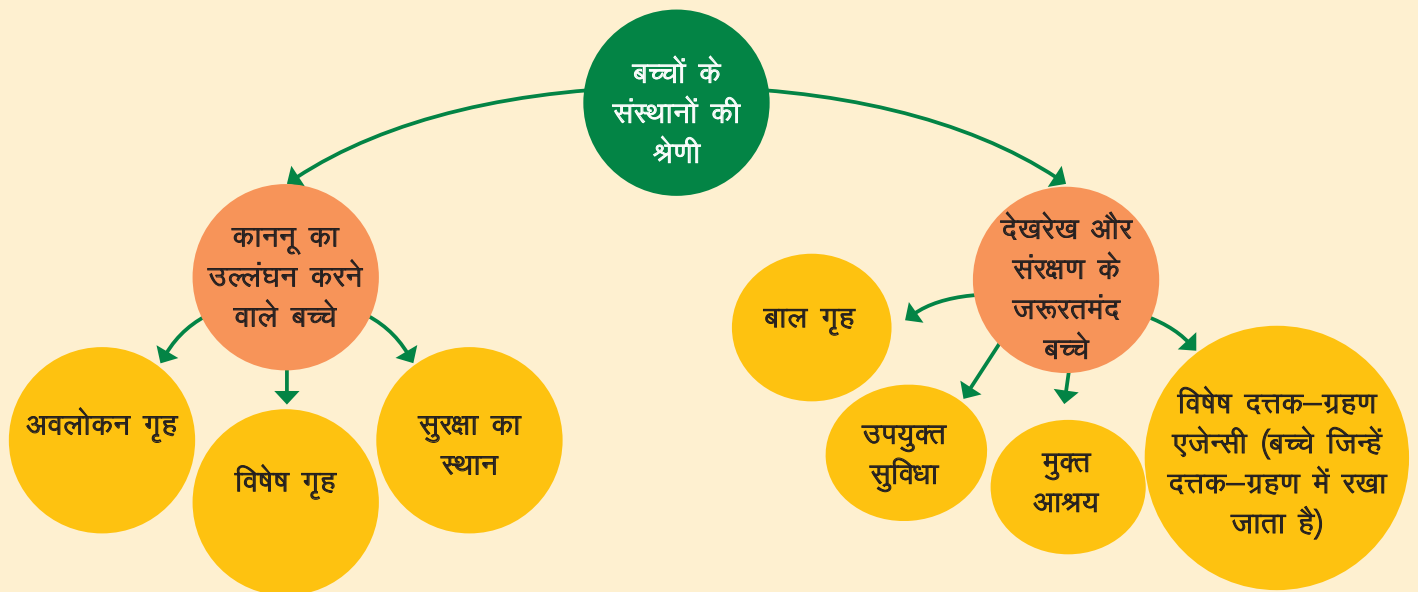 बच्चों के
संस्थानों की
श्रेणी
काननू का
उल्लंघन करने
वाले बच्चे
अवलोकन गृह
विषेष गृह
सुरक्षा का
स्थान
देखरेख और
संरक्षण के
जरूरतमंद
बच्चे
बाल गृह
उपयुक्त
सुविधा
मुक्त
आश्रय
विषेष दत्तक–ग्रहण
एजेन्सी (बच्चे जिन्हें
दत्तक–ग्रहण में रखा
जाता है)